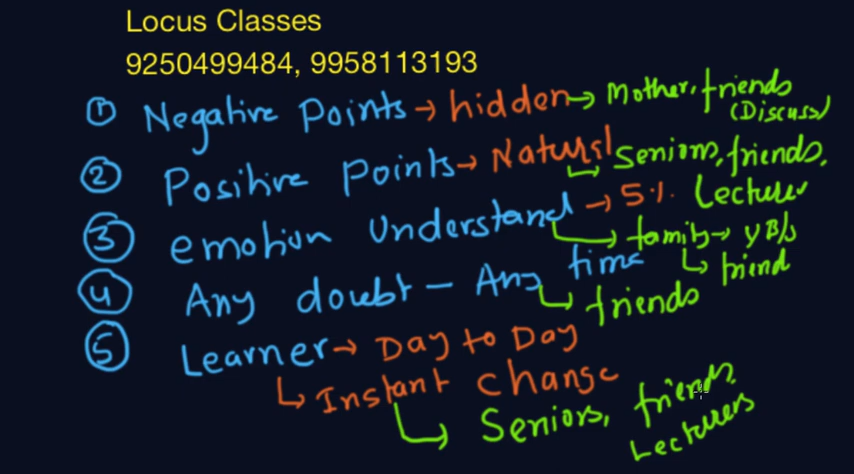 Locus Classes
9250499484, 9958113193
① Negative Points → hidden → Mother, friends
(Discuss)
② Positive Points → Natural
↳ Seniors, friends,
Lecturer
③ emotion Understand → 5%.
↳ family → yB/s
↳ friend
④ Any doubt - Any time
↳ friends
⑤ Learner → Day to Day
↳ Instant change
↳ Seniors, friends,
Lecturers